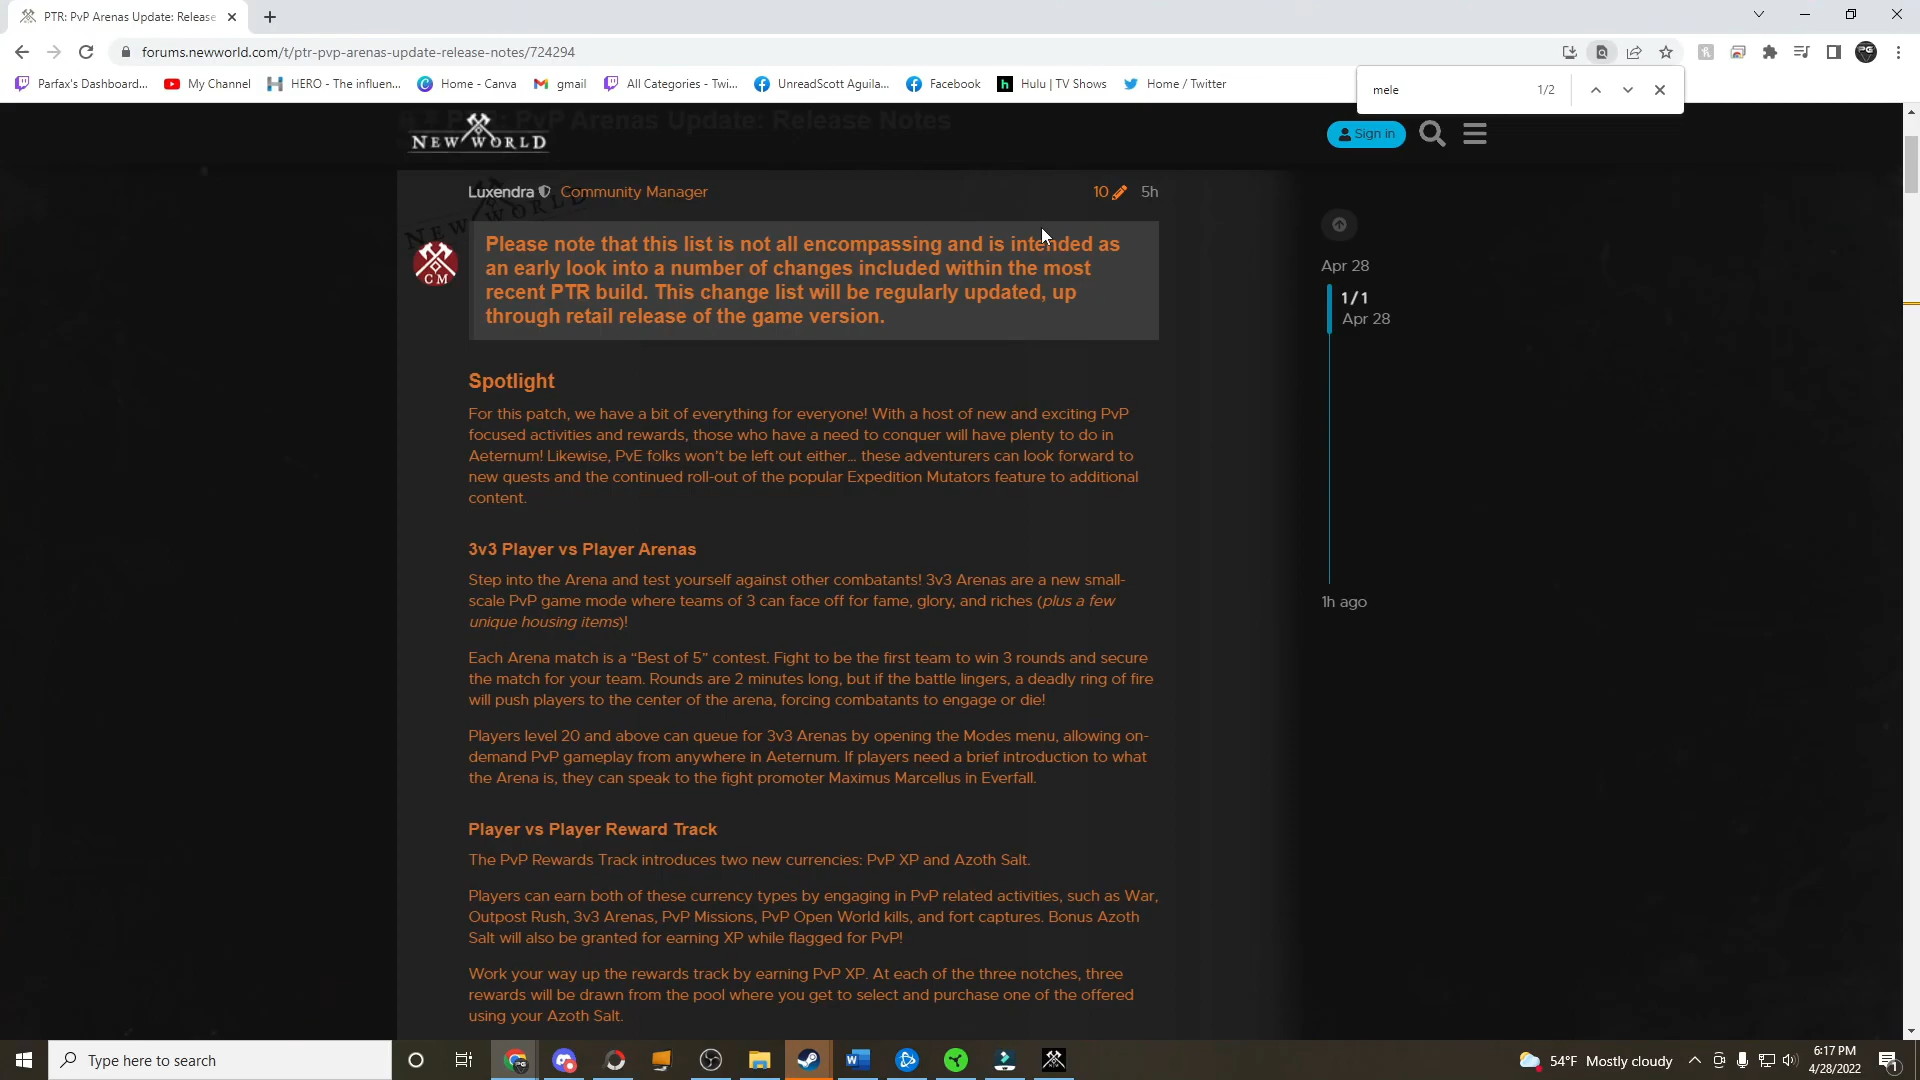 PTR: PvP Arenas Update: Release
forums.newworld.com/t/ptr-pvp-arenas-update-release-notes/724294
Parfax's Dashboard...
My Channel
HERO - The influen...
Home - Canva
gmail
All Categories - Twi...
UnreadScott Aguila...
Facebook
Hulu | TV Shows
Home / Twitter
mele
1/2
PTR: PvP Arenas Update: Release Notes
NEW WORLD
Sign in
Luxendra
Community Manager
10
5h
NEW WORLD
CM
Please note that this list is not all encompassing and is intended as
an early look into a number of changes included within the most
recent PTR build. This change list will be regularly updated, up
through retail release of the game version.
Apr 28
1 / 1
Apr 28
1h ago
Spotlight
For this patch, we have a bit of everything for everyone! With a host of new and exciting PvP
focused activities and rewards, those who have a need to conquer will have plenty to do in
Aeternum! Likewise, PvE folks won't be left out either... these adventurers can look forward to
new quests and the continued roll-out of the popular Expedition Mutators feature to additional
content.
3v3 Player vs Player Arenas
Step into the Arena and test yourself against other combatants! 3v3 Arenas are a new small-
scale PvP game mode where teams of 3 can face off for fame, glory, and riches (plus a few
unique housing items)!
Each Arena match is a “Best of 5” contest. Fight to be the first team to win 3 rounds and secure
the match for your team. Rounds are 2 minutes long, but if the battle lingers, a deadly ring of fire
will push players to the center of the arena, forcing combatants to engage or die!
Players level 20 and above can queue for 3v3 Arenas by opening the Modes menu, allowing on-
demand PvP gameplay from anywhere in Aeternum. If players need a brief introduction to what
the Arena is, they can speak to the fight promoter Maximus Marcellus in Everfall.
Player vs Player Reward Track
The PvP Rewards Track introduces two new currencies: PvP XP and Azoth Salt.
Players can earn both of these currency types by engaging in PvP related activities, such as War,
Outpost Rush, 3v3 Arenas, PvP Missions, PvP Open World kills, and fort captures. Bonus Azoth
Salt will also be granted for earning XP while flagged for PvP!
Work your way up the rewards track by earning PvP XP. At each of the three notches, three
rewards will be drawn from the pool where you get to select and purchase one of the offered
using your Azoth Salt.
Type here to search
54°F Mostly cloudy
6:17 PM
4/28/2022
1